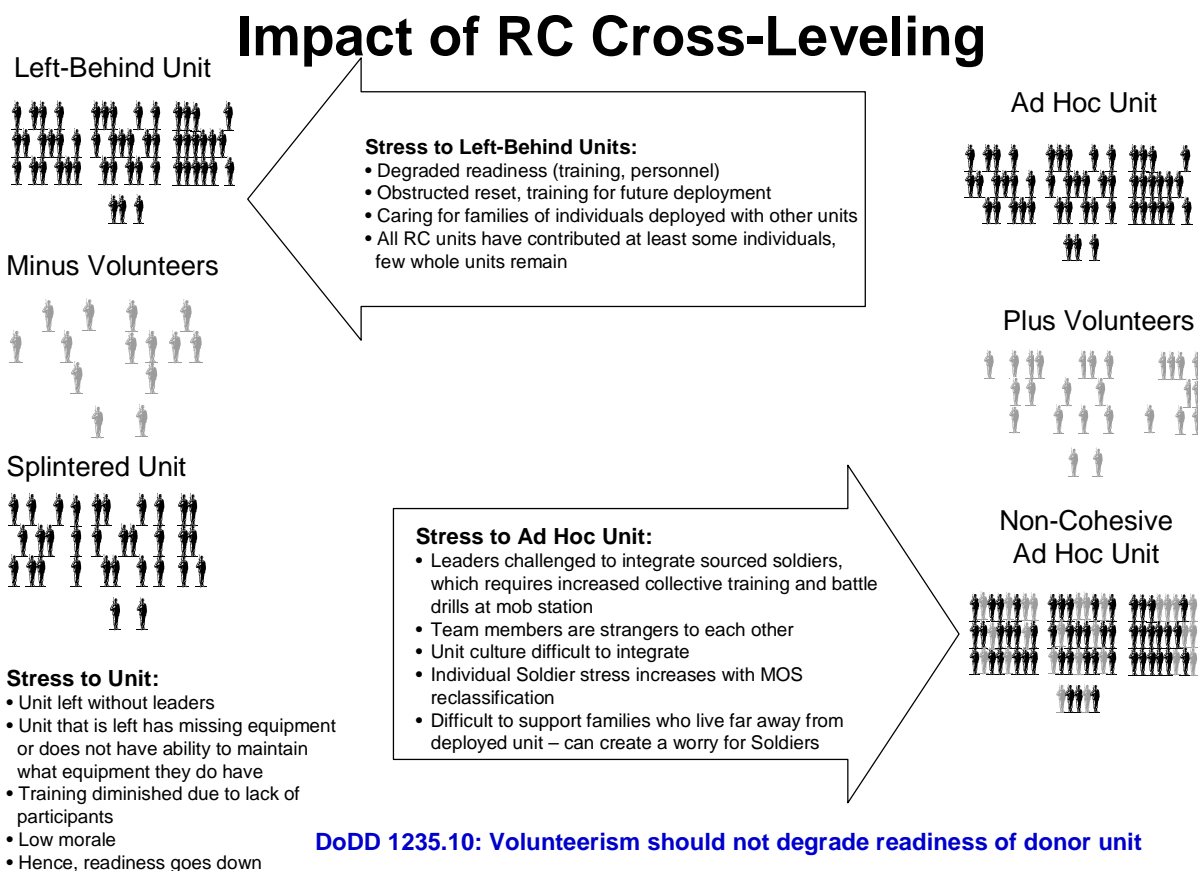 Impact of RC Cross-Leveling
Left-Behind Unit
Minus Volunteers
Splintered Unit
Stress to Unit:
• Unit left without leaders
• Unit that is left has missing equipment
or does not have ability to maintain
what equipment they do have
• Training diminished due to lack of
participants
• Low morale
• Hence, readiness goes down
Stress to Left-Behind Units:
• Degraded readiness (training, personnel)
• Obstructed reset, training for future deployment
• Caring for families of individuals deployed with other units
• All RC units have contributed at least some individuals,
few whole units remain
Stress to Ad Hoc Unit:
• Leaders challenged to integrate sourced soldiers,
which requires increased collective training and battle
drills at mob station
• Team members are strangers to each other
• Unit culture difficult to integrate
• Individual Soldier stress increases with MOS
reclassification
• Difficult to support families who live far away from
deployed unit – can create a worry for Soldiers
Ad Hoc Unit
Plus Volunteers
Non-Cohesive
Ad Hoc Unit
DoDD 1235.10: Volunteerism should not degrade readiness of donor unit